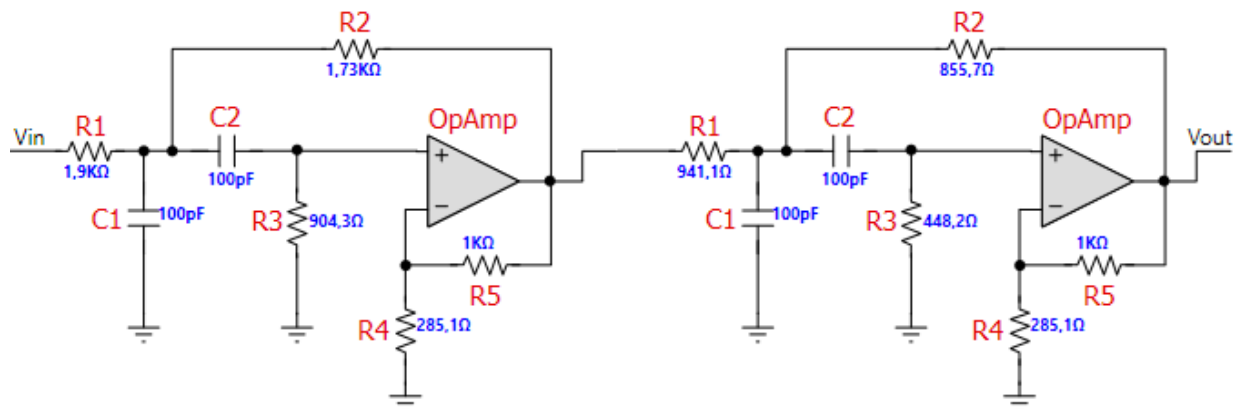 R2
1,73KΩ
R2
855,7Ω
Vin
R1
1,9KΩ
C2
100pF
OpAmp
R1
941,1Ω
C2
100pF
OpAmp
Vout
C1
100pF
R3
904,3Ω
+
−
1KΩ
R5
R4
285,1Ω
C1
100pF
R3
448,2Ω
+
−
1KΩ
R5
R4
285,1Ω